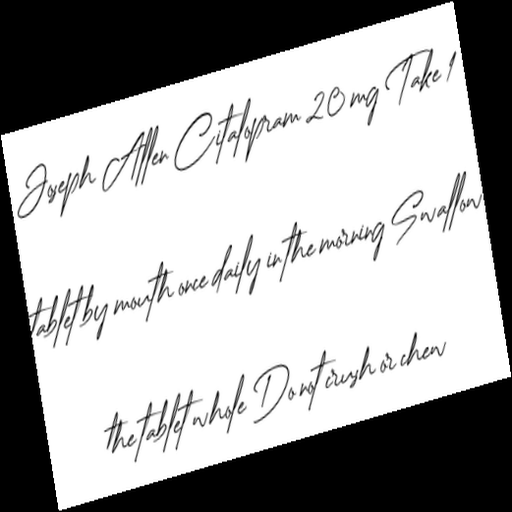 Joseph Allen Citalopram 20 mg Take 1
tablet by mouth once daily in the morning Swallow
the tablet whole Do not crush or chew